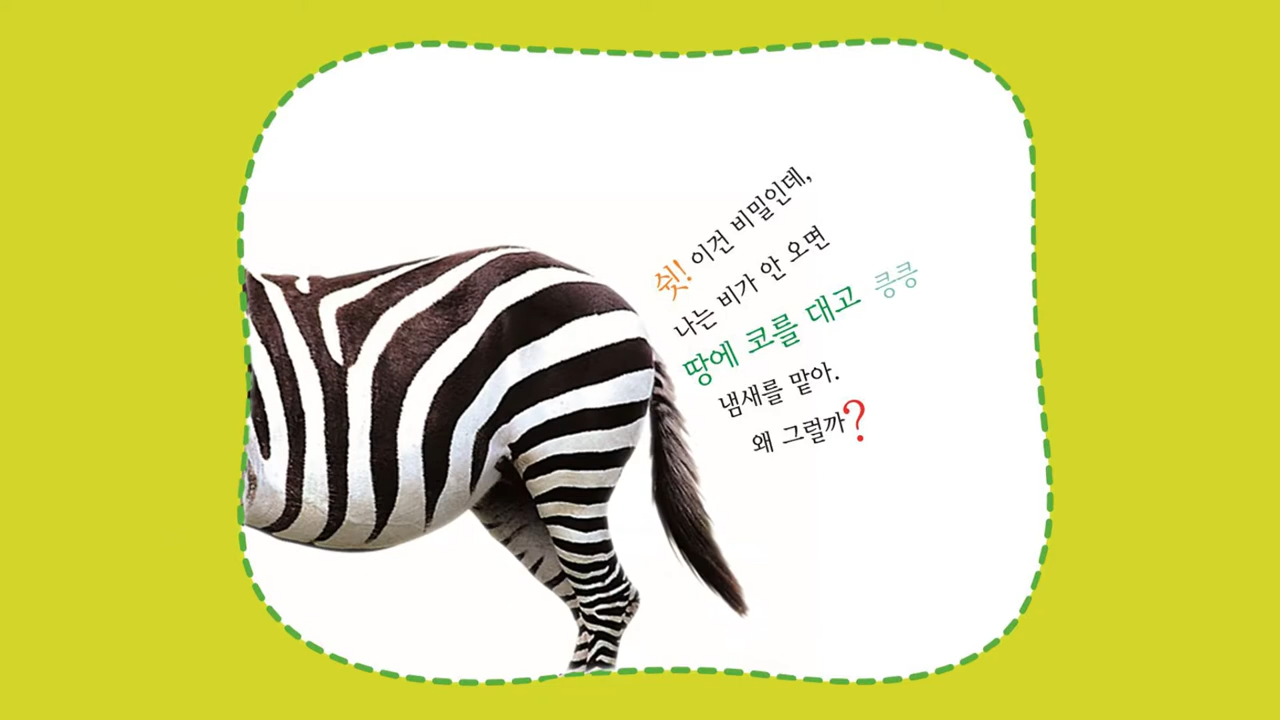 쉿! 이건 비밀인데,
나는 비가 안 오면
땅에 코를 대고 킁킁
냄새를 맡아.
왜 그럴까?